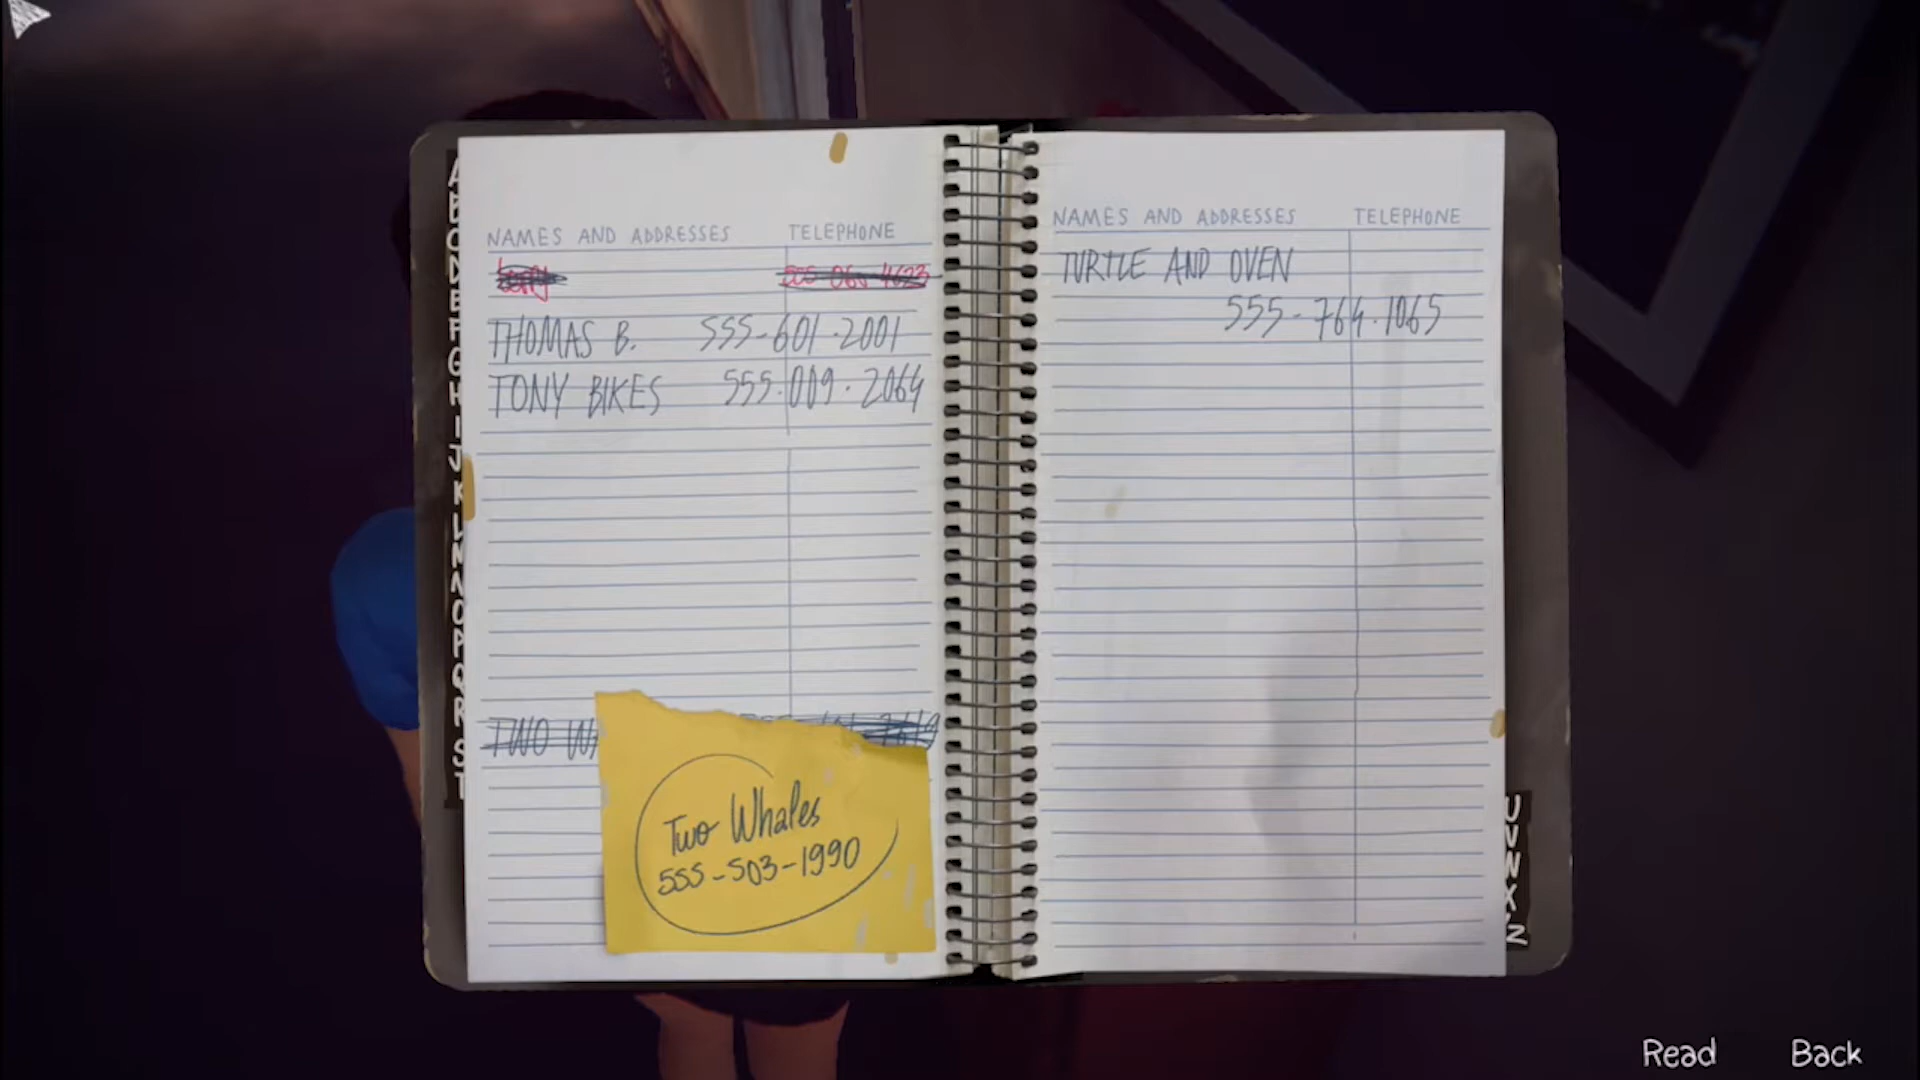 A
B
C
D
E
F
G
H
I
J
K
L
M
N
O
P
Q
R
S
T
NAMES AND ADDRESSES TELEPHONE
THOMAS B. 555-601-2001
TONY BIKES 555.009.2064
TWO
Two Whales
555-503-1990
NAMES AND ADDRESSES TELEPHONE
TURTLE AND OVEN
555-764.1065
U
V
W
X
Y
Z
Read Back